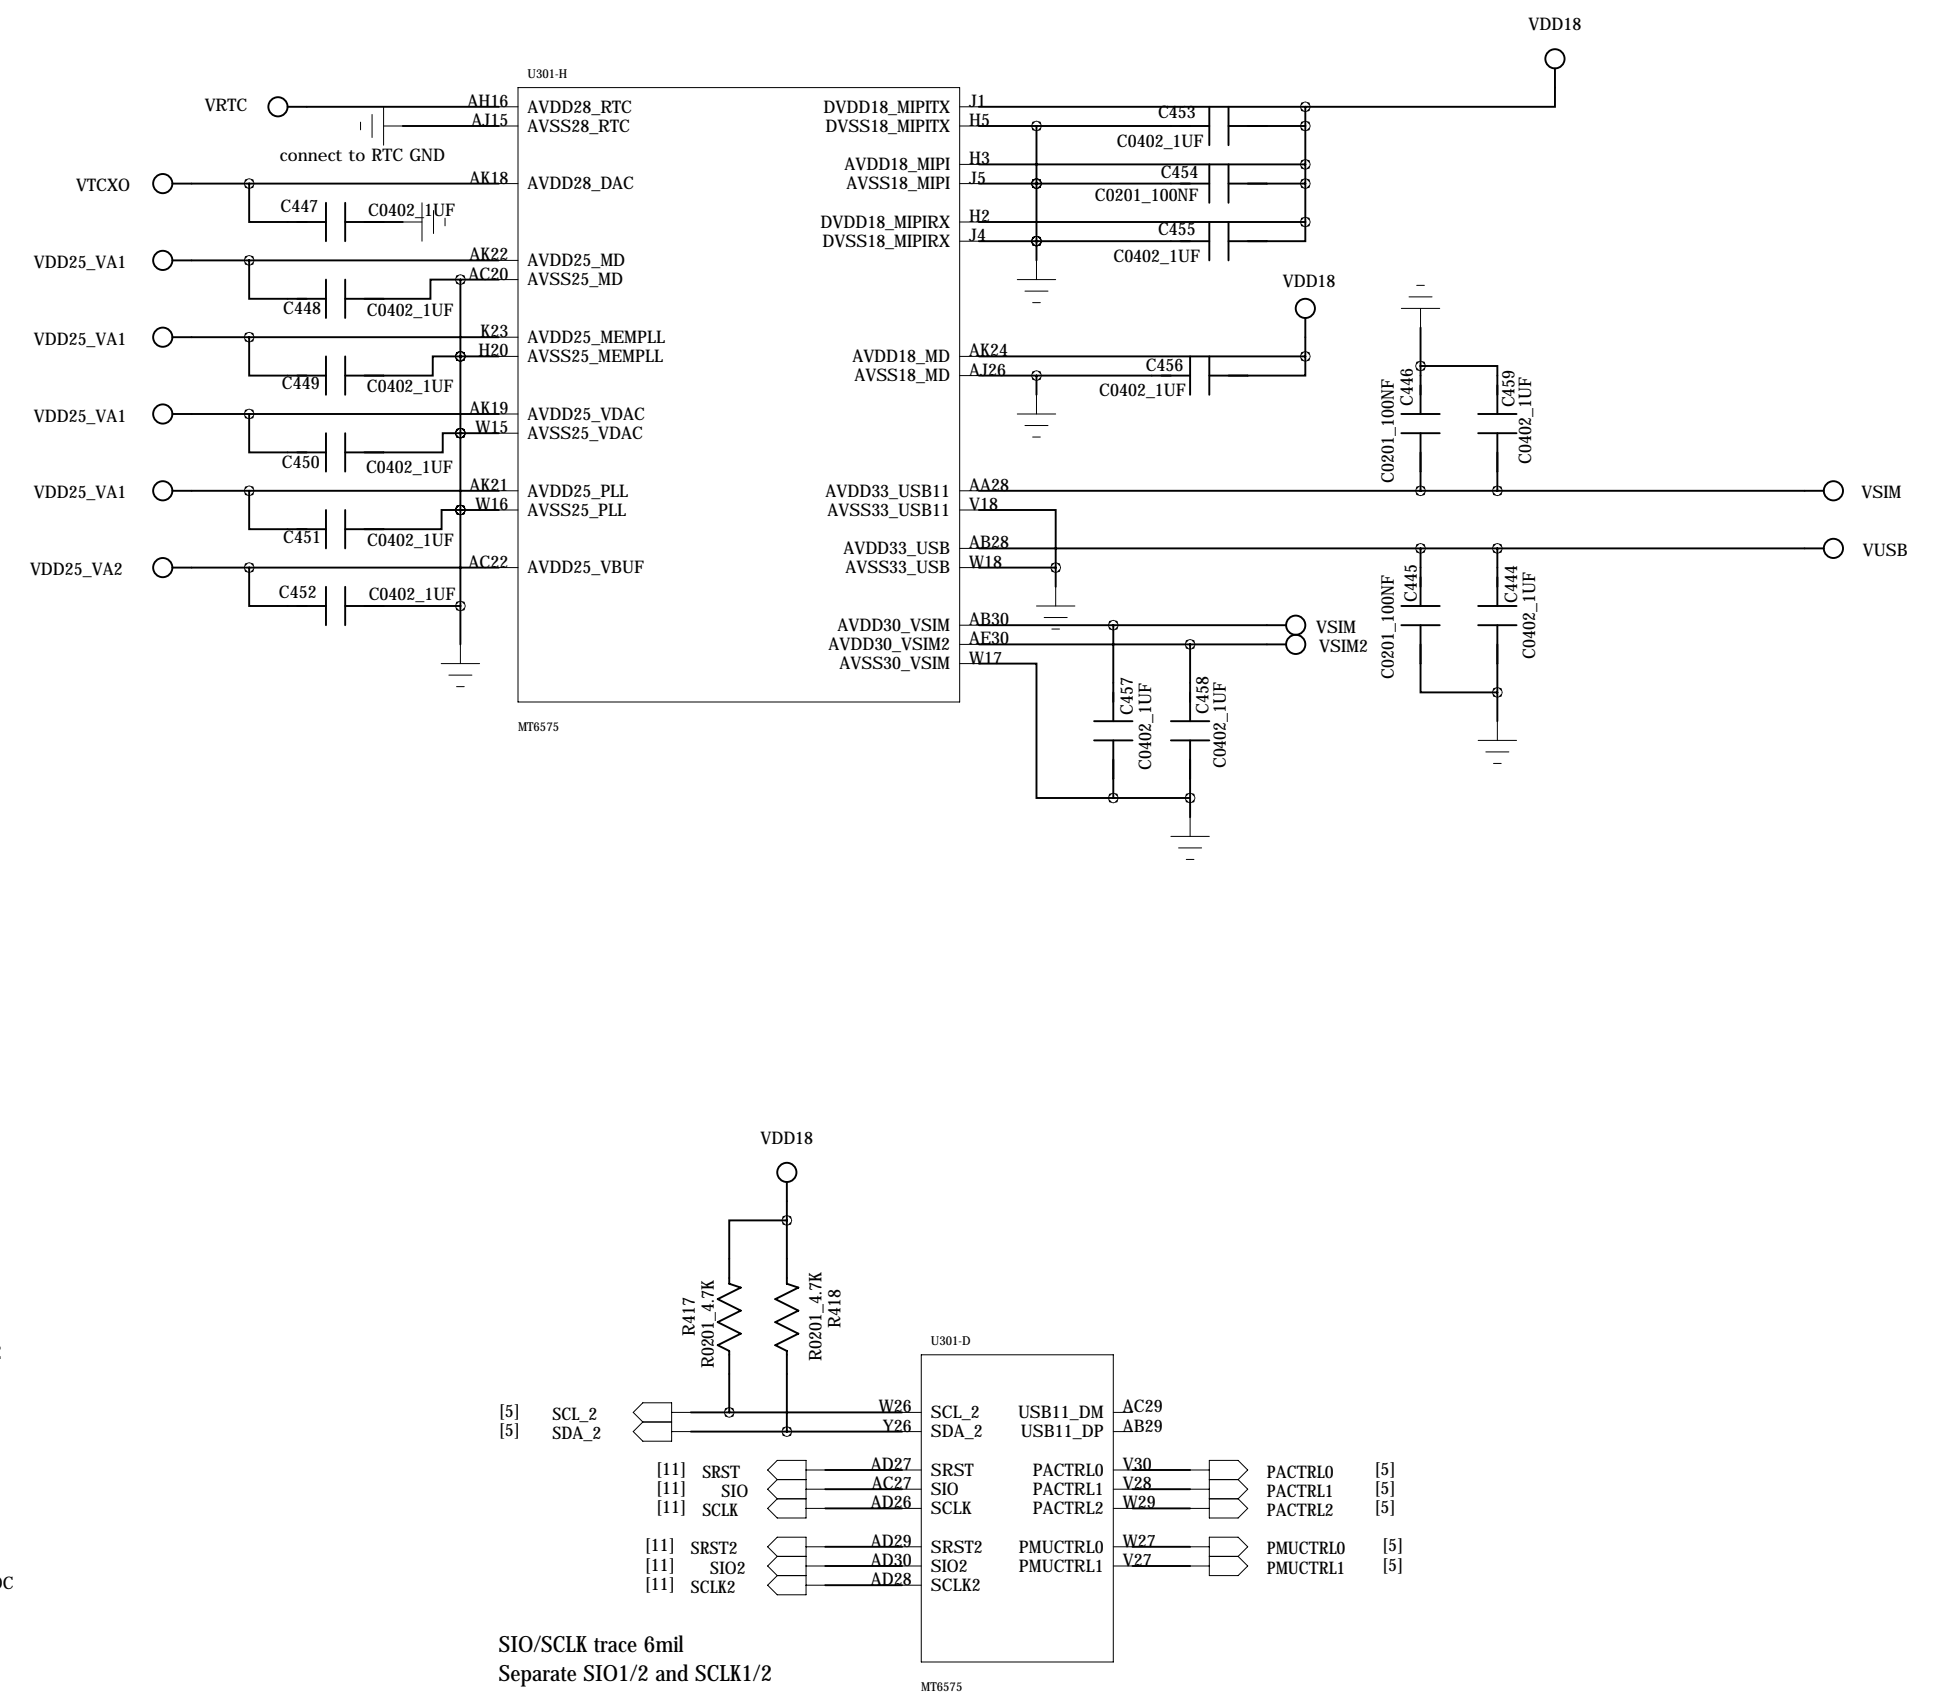 VDD18
U301-H
VRTC AH16 AVDD28_RTC DVDD18_MIPITX J1
AJ15 AVSS28_RTC DVSS18_MIPITX H5
C453
C0402_1UF
connect to RTC GND
AVDD18_MIPI H3
VTCXO AK18 AVDD28_DAC AVSS18_MIPI J5
C454
C0201_100NF
C447 C0402_1UF
DVDD18_MIPIRX H2
DVSS18_MIPIRX J4
C455
C0402_1UF
VDD25_VA1 AK22 AVDD25_MD
AC20 AVSS25_MD
C448 C0402_1UF
VDD18
VDD25_VA1 K23 AVDD25_MEMPLL
H20 AVSS25_MEMPLL AVDD18_MD AK24
AVSS18_MD AJ26
C456
C0402_1UF
C449 C0402_1UF
C446
C0201_100NF
C459
C0402_1UF
VDD25_VA1 AK19 AVDD25_VDAC
W15 AVSS25_VDAC
C450 C0402_1UF
VDD25_VA1 AK21 AVDD25_PLL AVDD33_USB11 AA28 VSIM
W16 AVSS25_PLL AVSS33_USB11 V18
C451 C0402_1UF
AVDD33_USB AB28 VUSB
VDD25_VA2 AC22 AVDD25_VBUF AVSS33_USB W18
C452 C0402_1UF
C445
C0201_100NF
C444
C0402_1UF
AVDD30_VSIM AB30 VSIM
AVDD30_VSIM2 AE30 VSIM2
AVSS30_VSIM W17
C457
C0402_1UF
C458
C0402_1UF
MT6575
VDD18
R417
R0201_4.7K
R0201_4.7K
R418
U301-D
[5] SCL_2 W26 SCL_2 USB11_DM AC29
[5] SDA_2 Y26 SDA_2 USB11_DP AB29
[11] SRST AD27 SRST PACTRL0 V30 PACTRL0 [5]
[11] SIO AC27 SIO PACTRL1 V28 PACTRL1 [5]
[11] SCLK AD26 SCLK PACTRL2 W29 PACTRL2 [5]
[11] SRST2 AD29 SRST2 PMUCTRL0 W27 PMUCTRL0 [5]
[11] SIO2 AD30 SIO2 PMUCTRL1 V27 PMUCTRL1 [5]
[11] SCLK2 AD28 SCLK2
SIO/SCLK trace 6mil
Separate SIO1/2 and SCLK1/2
MT6575